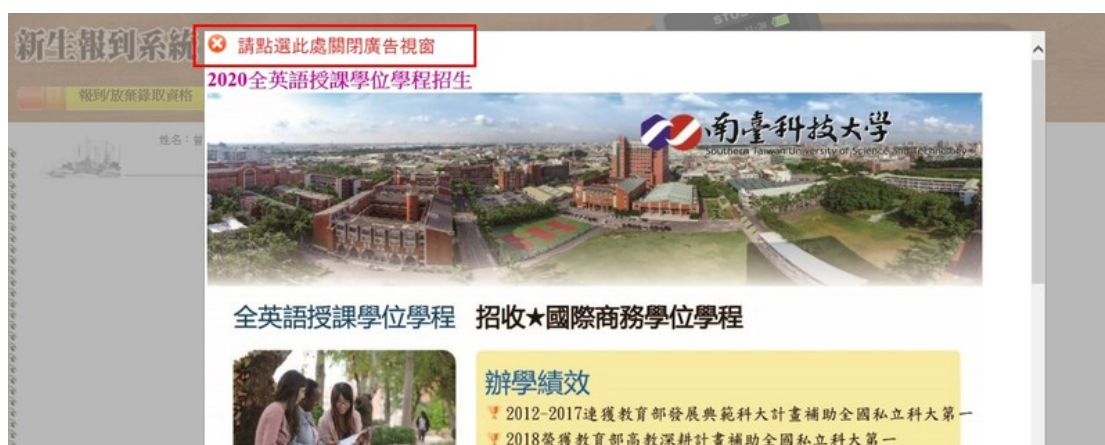 新生報到系統
請點選此處關閉廣告視窗
2020全英語授課學位學程招生
報到/放棄錄取資格
姓名：曾
南臺科技大学
Southern Taiwan University of Science and Technology
全英語授課學位學程 招收★國際商務學位學程
辦學績效
2012-2017連獲教育部發展典範科大計畫補助全國私立科大第一
2018榮獲教育部高教深耕計畫補助全國私立科大第一